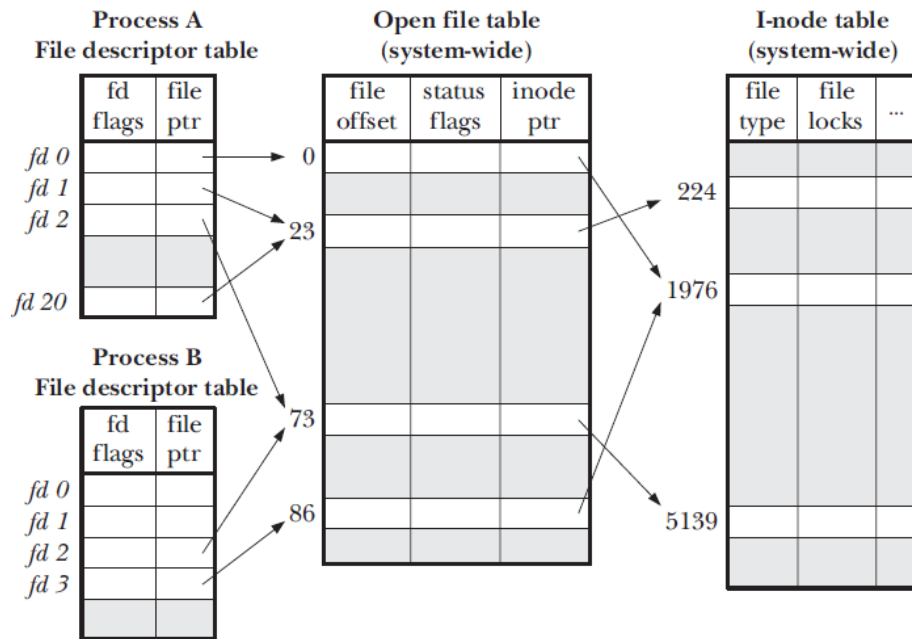 Process A
File descriptor table
fd
flags
file
ptr
fd 0
fd 1
fd 2
fd 20
Process B
File descriptor table
fd
flags
file
ptr
fd 0
fd 1
fd 2
fd 3
Open file table
(system-wide)
file
offset
status
flags
inode
ptr
0
23
73
86
I-node table
(system-wide)
file
type
file
locks
...
224
1976
5139